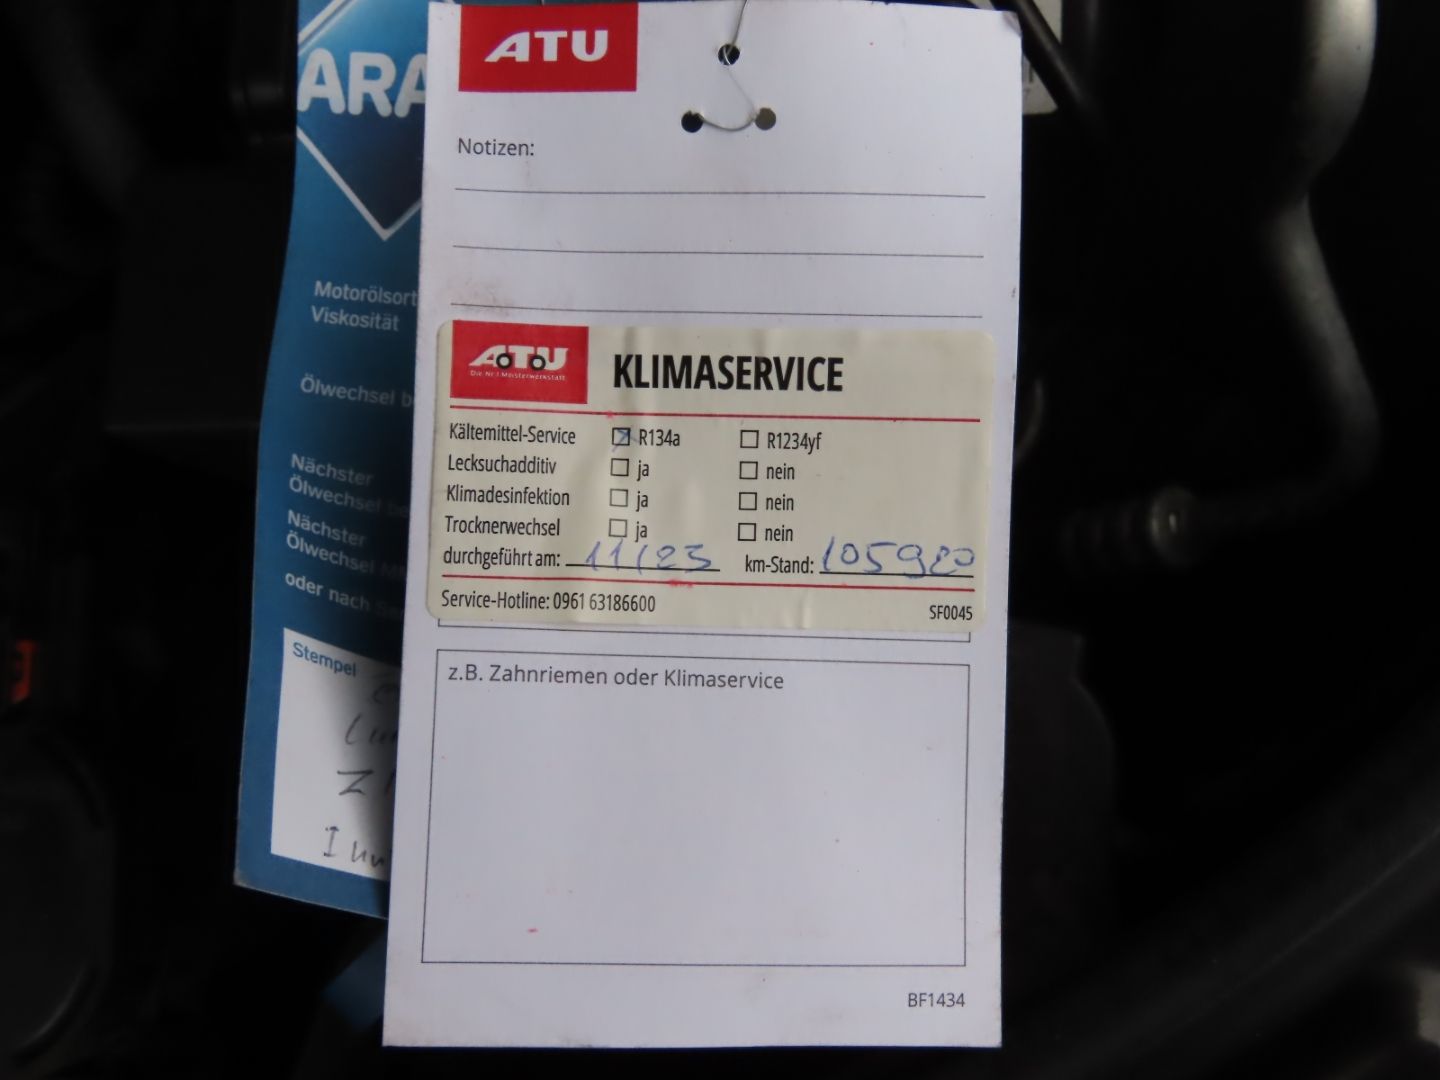 ATU
Notizen:
ATU
Die Nr.1 Meisterwerkstatt
KLIMASERVICE
Kältemittel-Service ☒ R134a ☐ R1234yf
Lecksuchadditiv ☐ ja ☐ nein
Klimadesinfektion ☐ ja ☐ nein
Trocknerwechsel ☐ ja ☐ nein
durchgeführt am: 11/23 km-Stand: 105920
Service-Hotline: 0961 63186600 SF0045
z.B. Zahnriemen oder Klimaservice
BF1434
ARA
Motorölsort
Viskosität
Ölwechsel b
Nächster
Ölwechsel be
Nächster
Ölwechsel
oder nach
Stempel